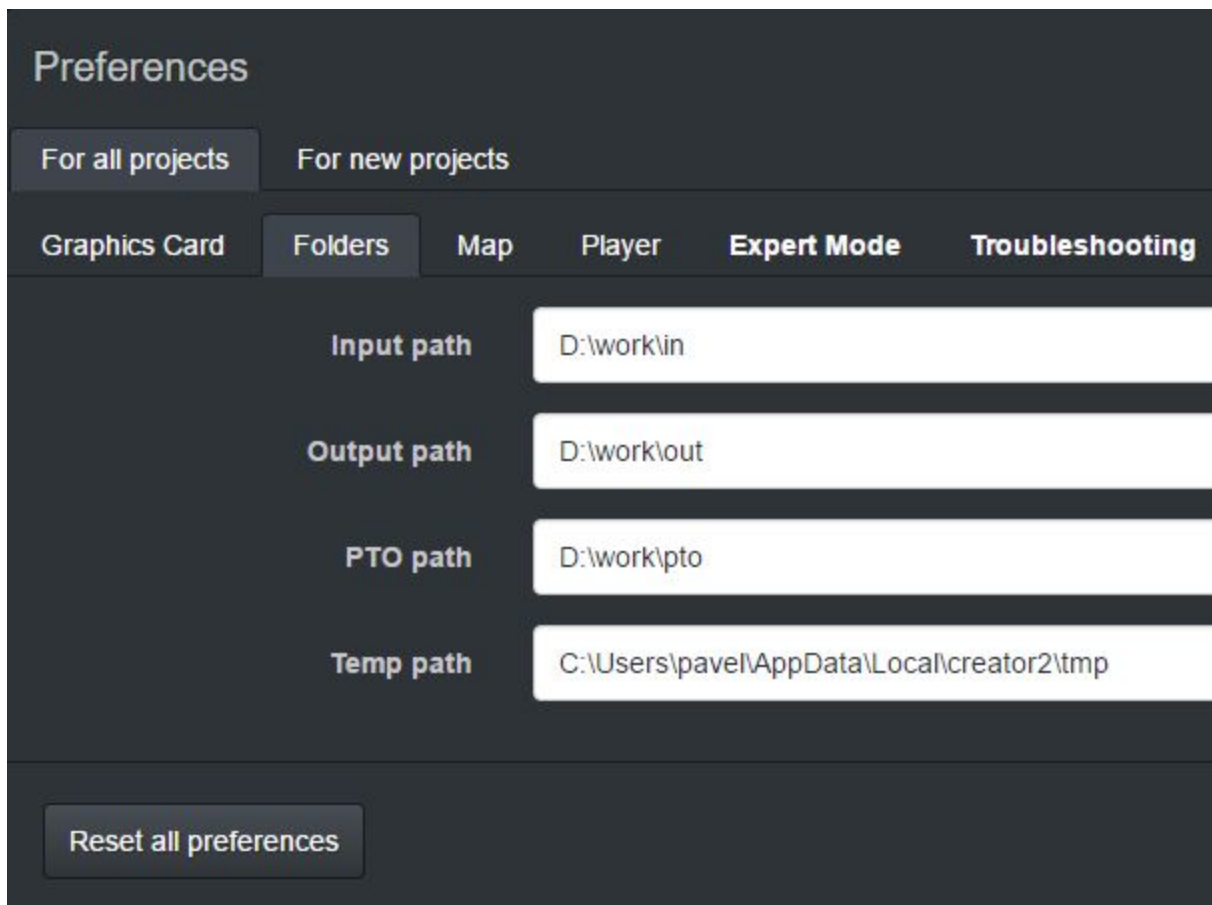 Preferences
For all projects For new projects
Graphics Card Folders Map Player Expert Mode Troubleshooting
Input path D:\work\in
Output path D:\work\out
PTO path D:\work\pto
Temp path C:\Users\pavel\AppData\Local\creator2\tmp
Reset all preferences